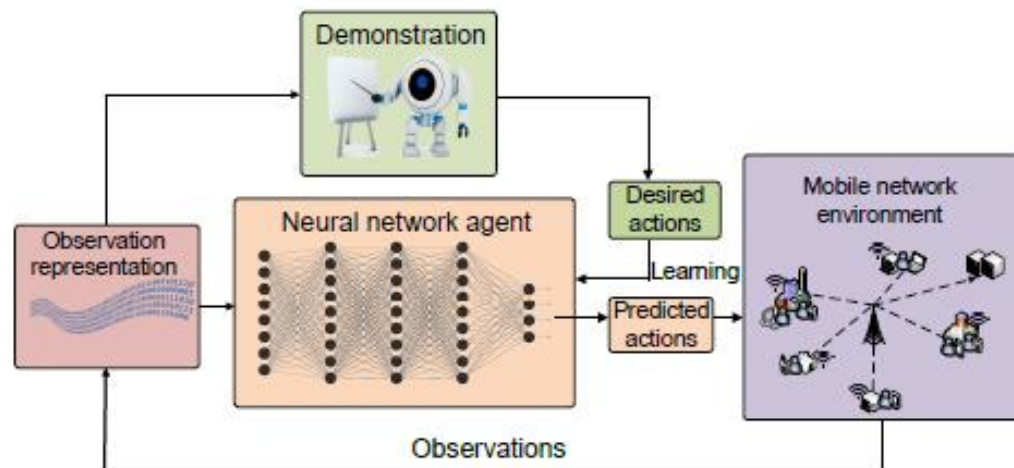 Demonstration
Desired
actions
Mobile network
environment
Neural network agent
Observation
representation
Learning
Predicted
actions
Observations